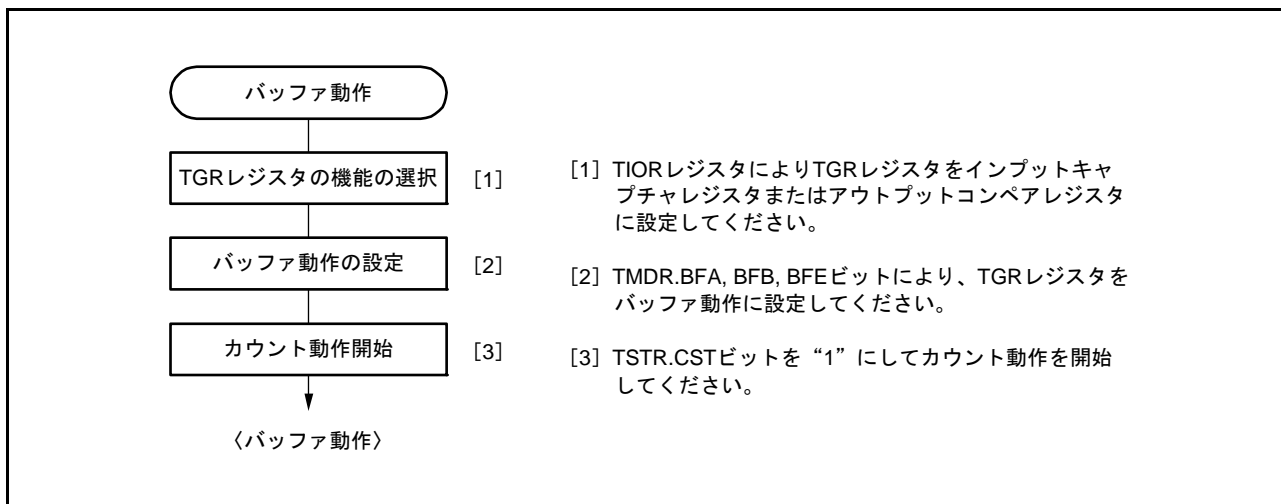 バッファ動作
TGRレジスタの機能の選択 [1]
バッファ動作の設定 [2]
カウント動作開始 [3]
〈バッファ動作〉
[1] TIORレジスタによりTGRレジスタをインプットキャ
プチャレジスタまたはアウトプットコンペアレジスタ
に設定してください。
[2] TMDR.BFA, BFB, BFEビットにより、TGRレジスタを
バッファ動作に設定してください。
[3] TSTR.CSTビットを“1”にしてカウント動作を開始
してください。